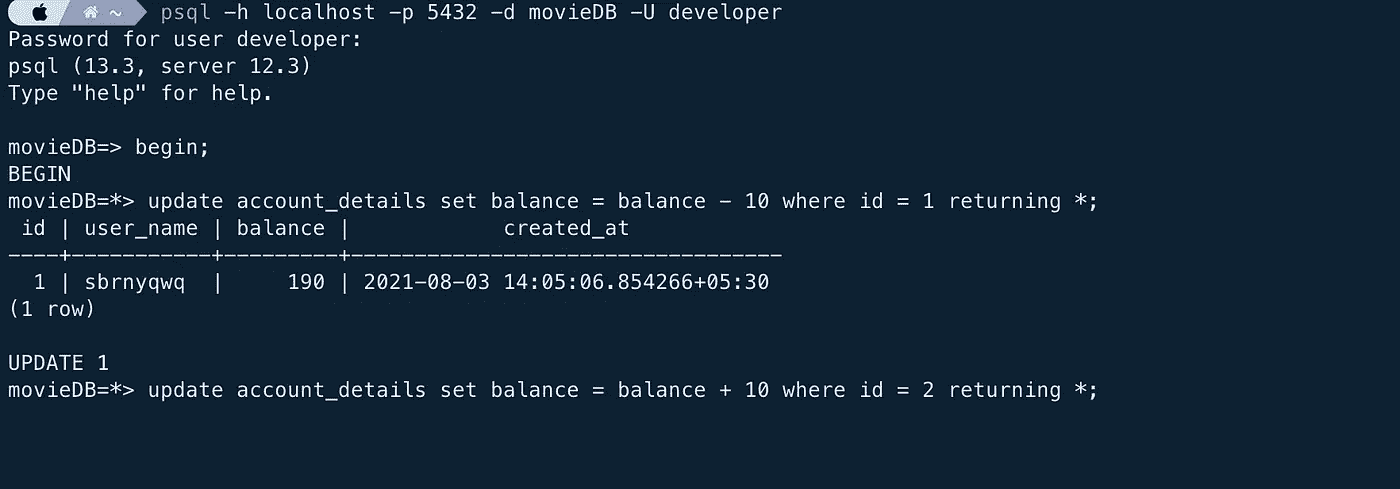 ~ psql -h localhost -p 5432 -d movieDB -U developer
Password for user developer:
psql (13.3, server 12.3)
Type "help" for help.
movieDB=> begin;
BEGIN
movieDB=*> update account_details set balance = balance - 10 where id = 1 returning *;
 id | user_name | balance |            created_at
----+-----------+---------+----------------------------------
  1 | sbrnyqwq  |     190 | 2021-08-03 14:05:06.854266+05:30
(1 row)
UPDATE 1
movieDB=*> update account_details set balance = balance + 10 where id = 2 returning *;